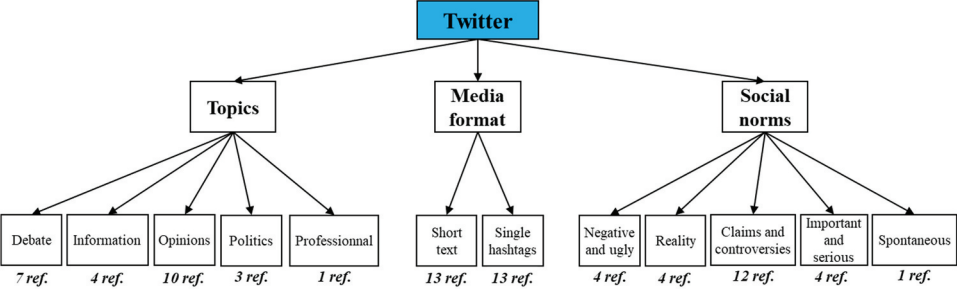 Twitter
Topics
Media
format
Social
norms
Debate
Information
Opinions
Politics
Professionnal
Short
text
Single
hashtags
Negative
and ugly
Reality
Claims and
controversies
Important
and
serious
Spontaneous
7 ref.
4 ref.
10 ref.
3 ref.
1 ref.
13 ref.
13 ref.
4 ref.
4 ref.
12 ref.
4 ref.
1 ref.